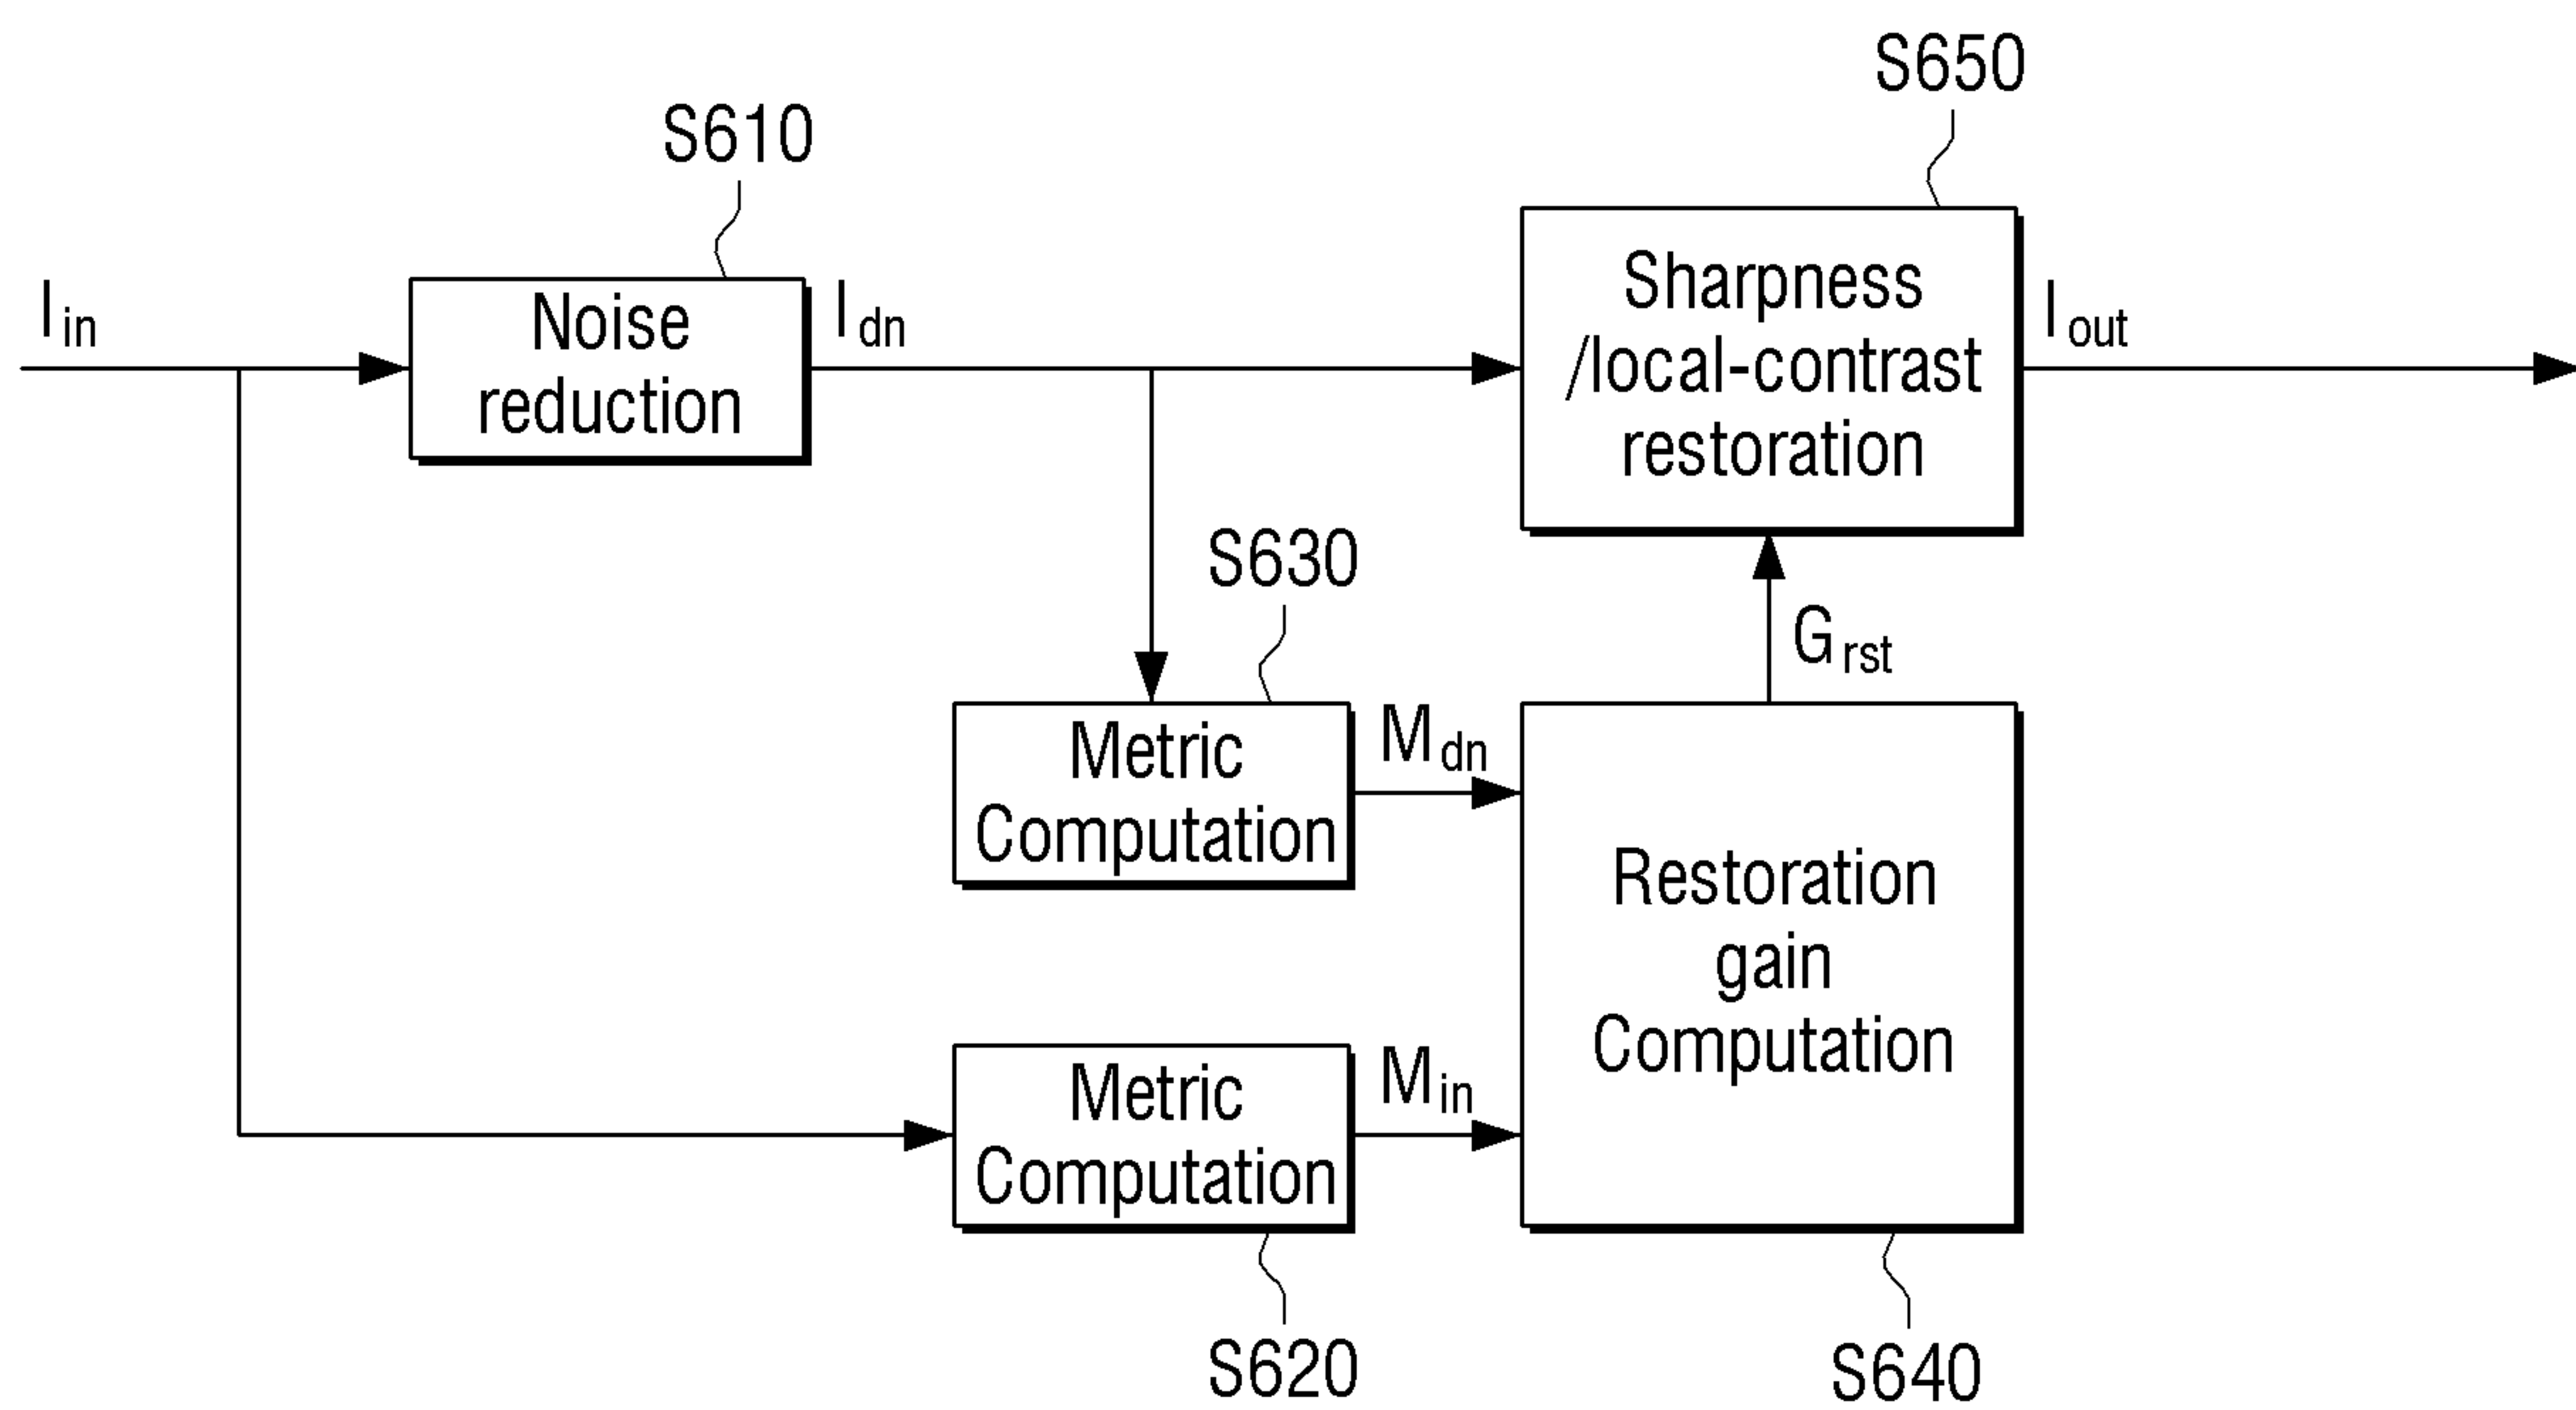 S650
S610
I in
Noise
reduction
I dn
Sharpness
/local-contrast
restoration
I out
S630
G rst
Metric
Computation
M dn
Restoration
gain
Computation
Metric
Computation
M in
S620
S640